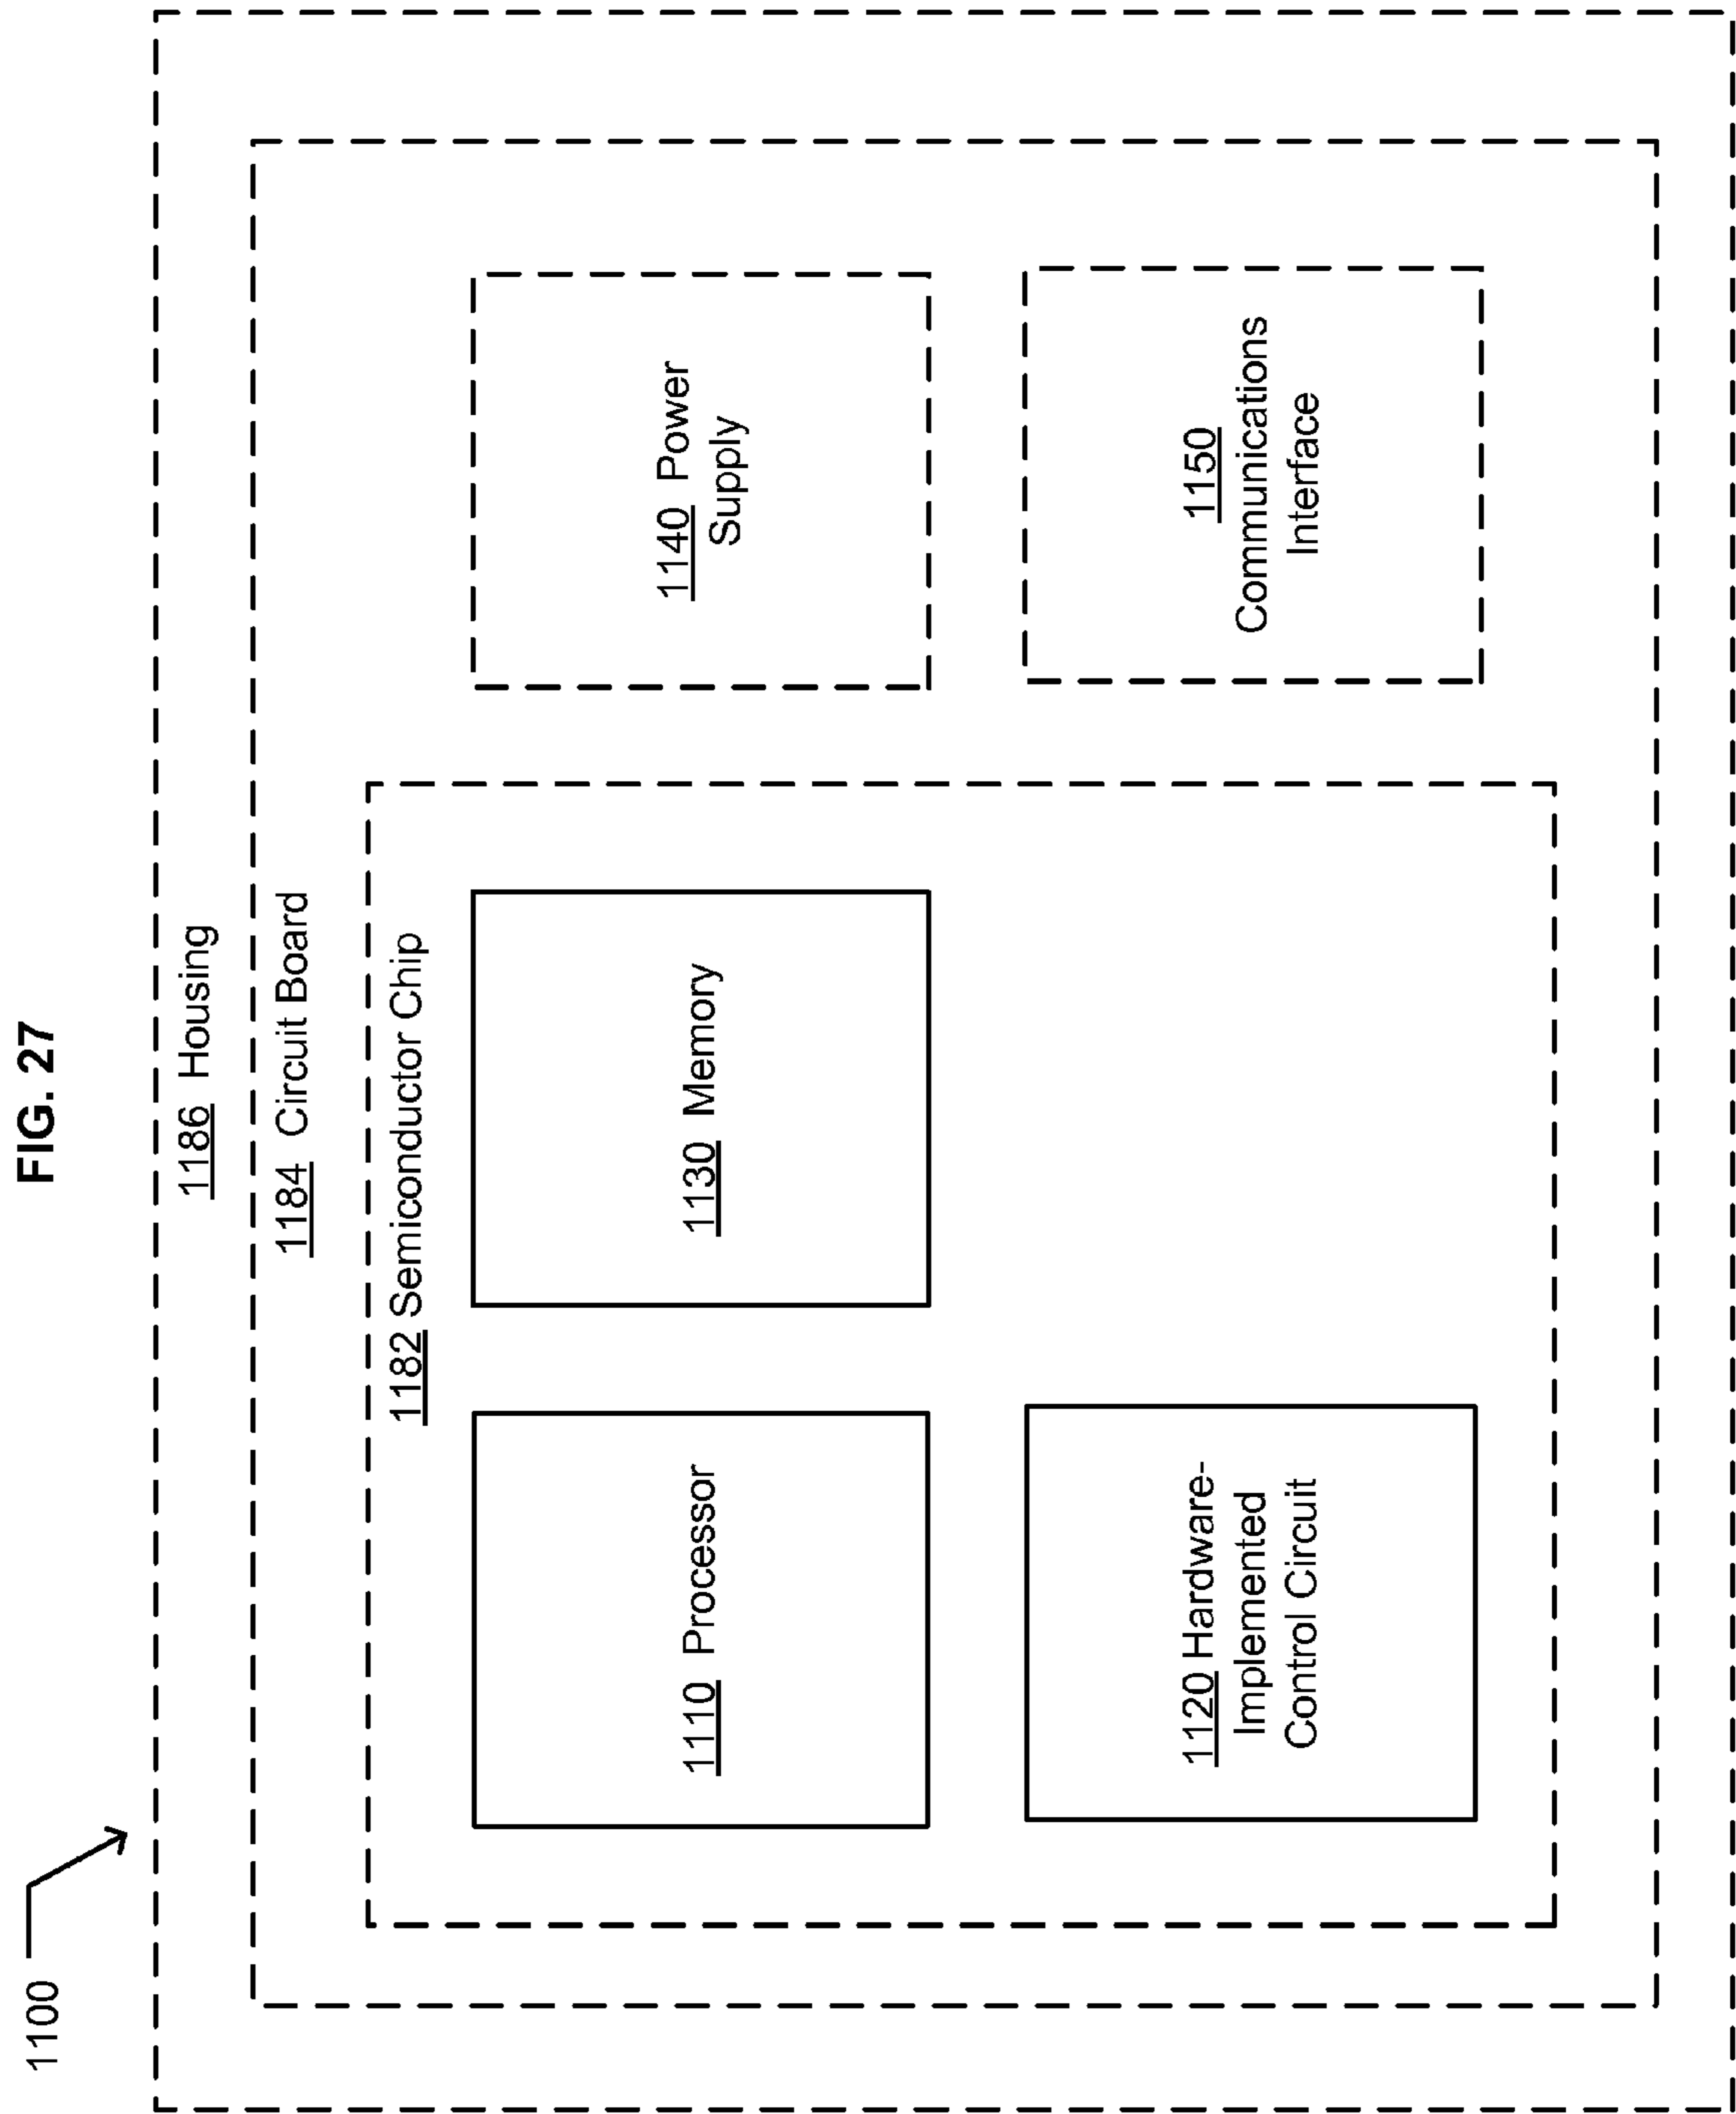 FIG. 27
1100
1186 Housing
1184 Circuit Board
1182 Semiconductor Chip
1110 Processor
1130 Memory
1140 Power
Supply
1120 Hardware-
Implemented
Control Circuit
1150
Communications
Interface